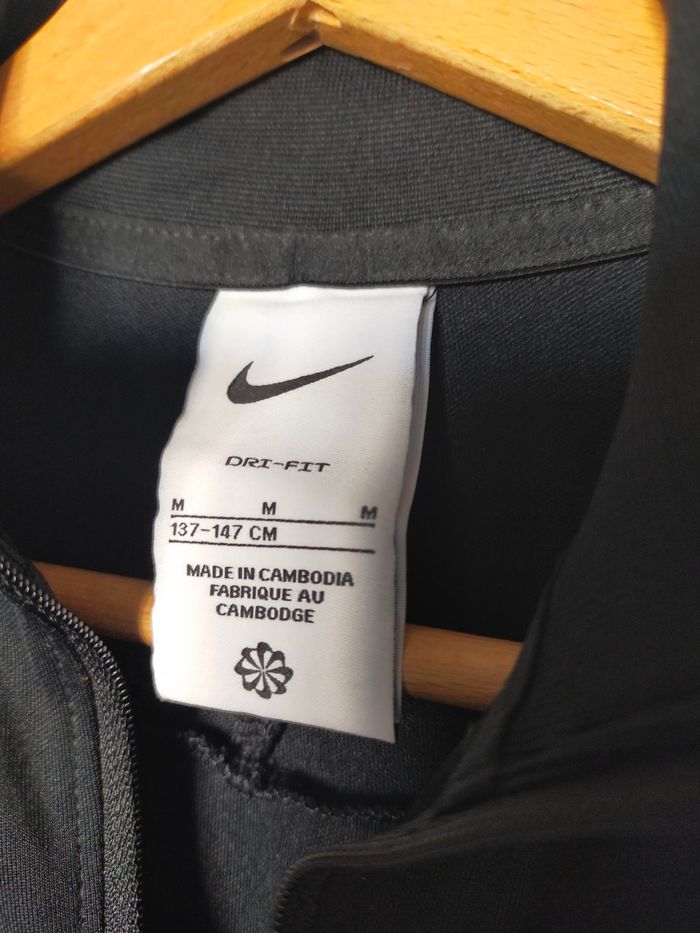 DRI-FIT
M M M
137-147 CM
MADE IN CAMBODIA
FABRIQUE AU
CAMBODGE